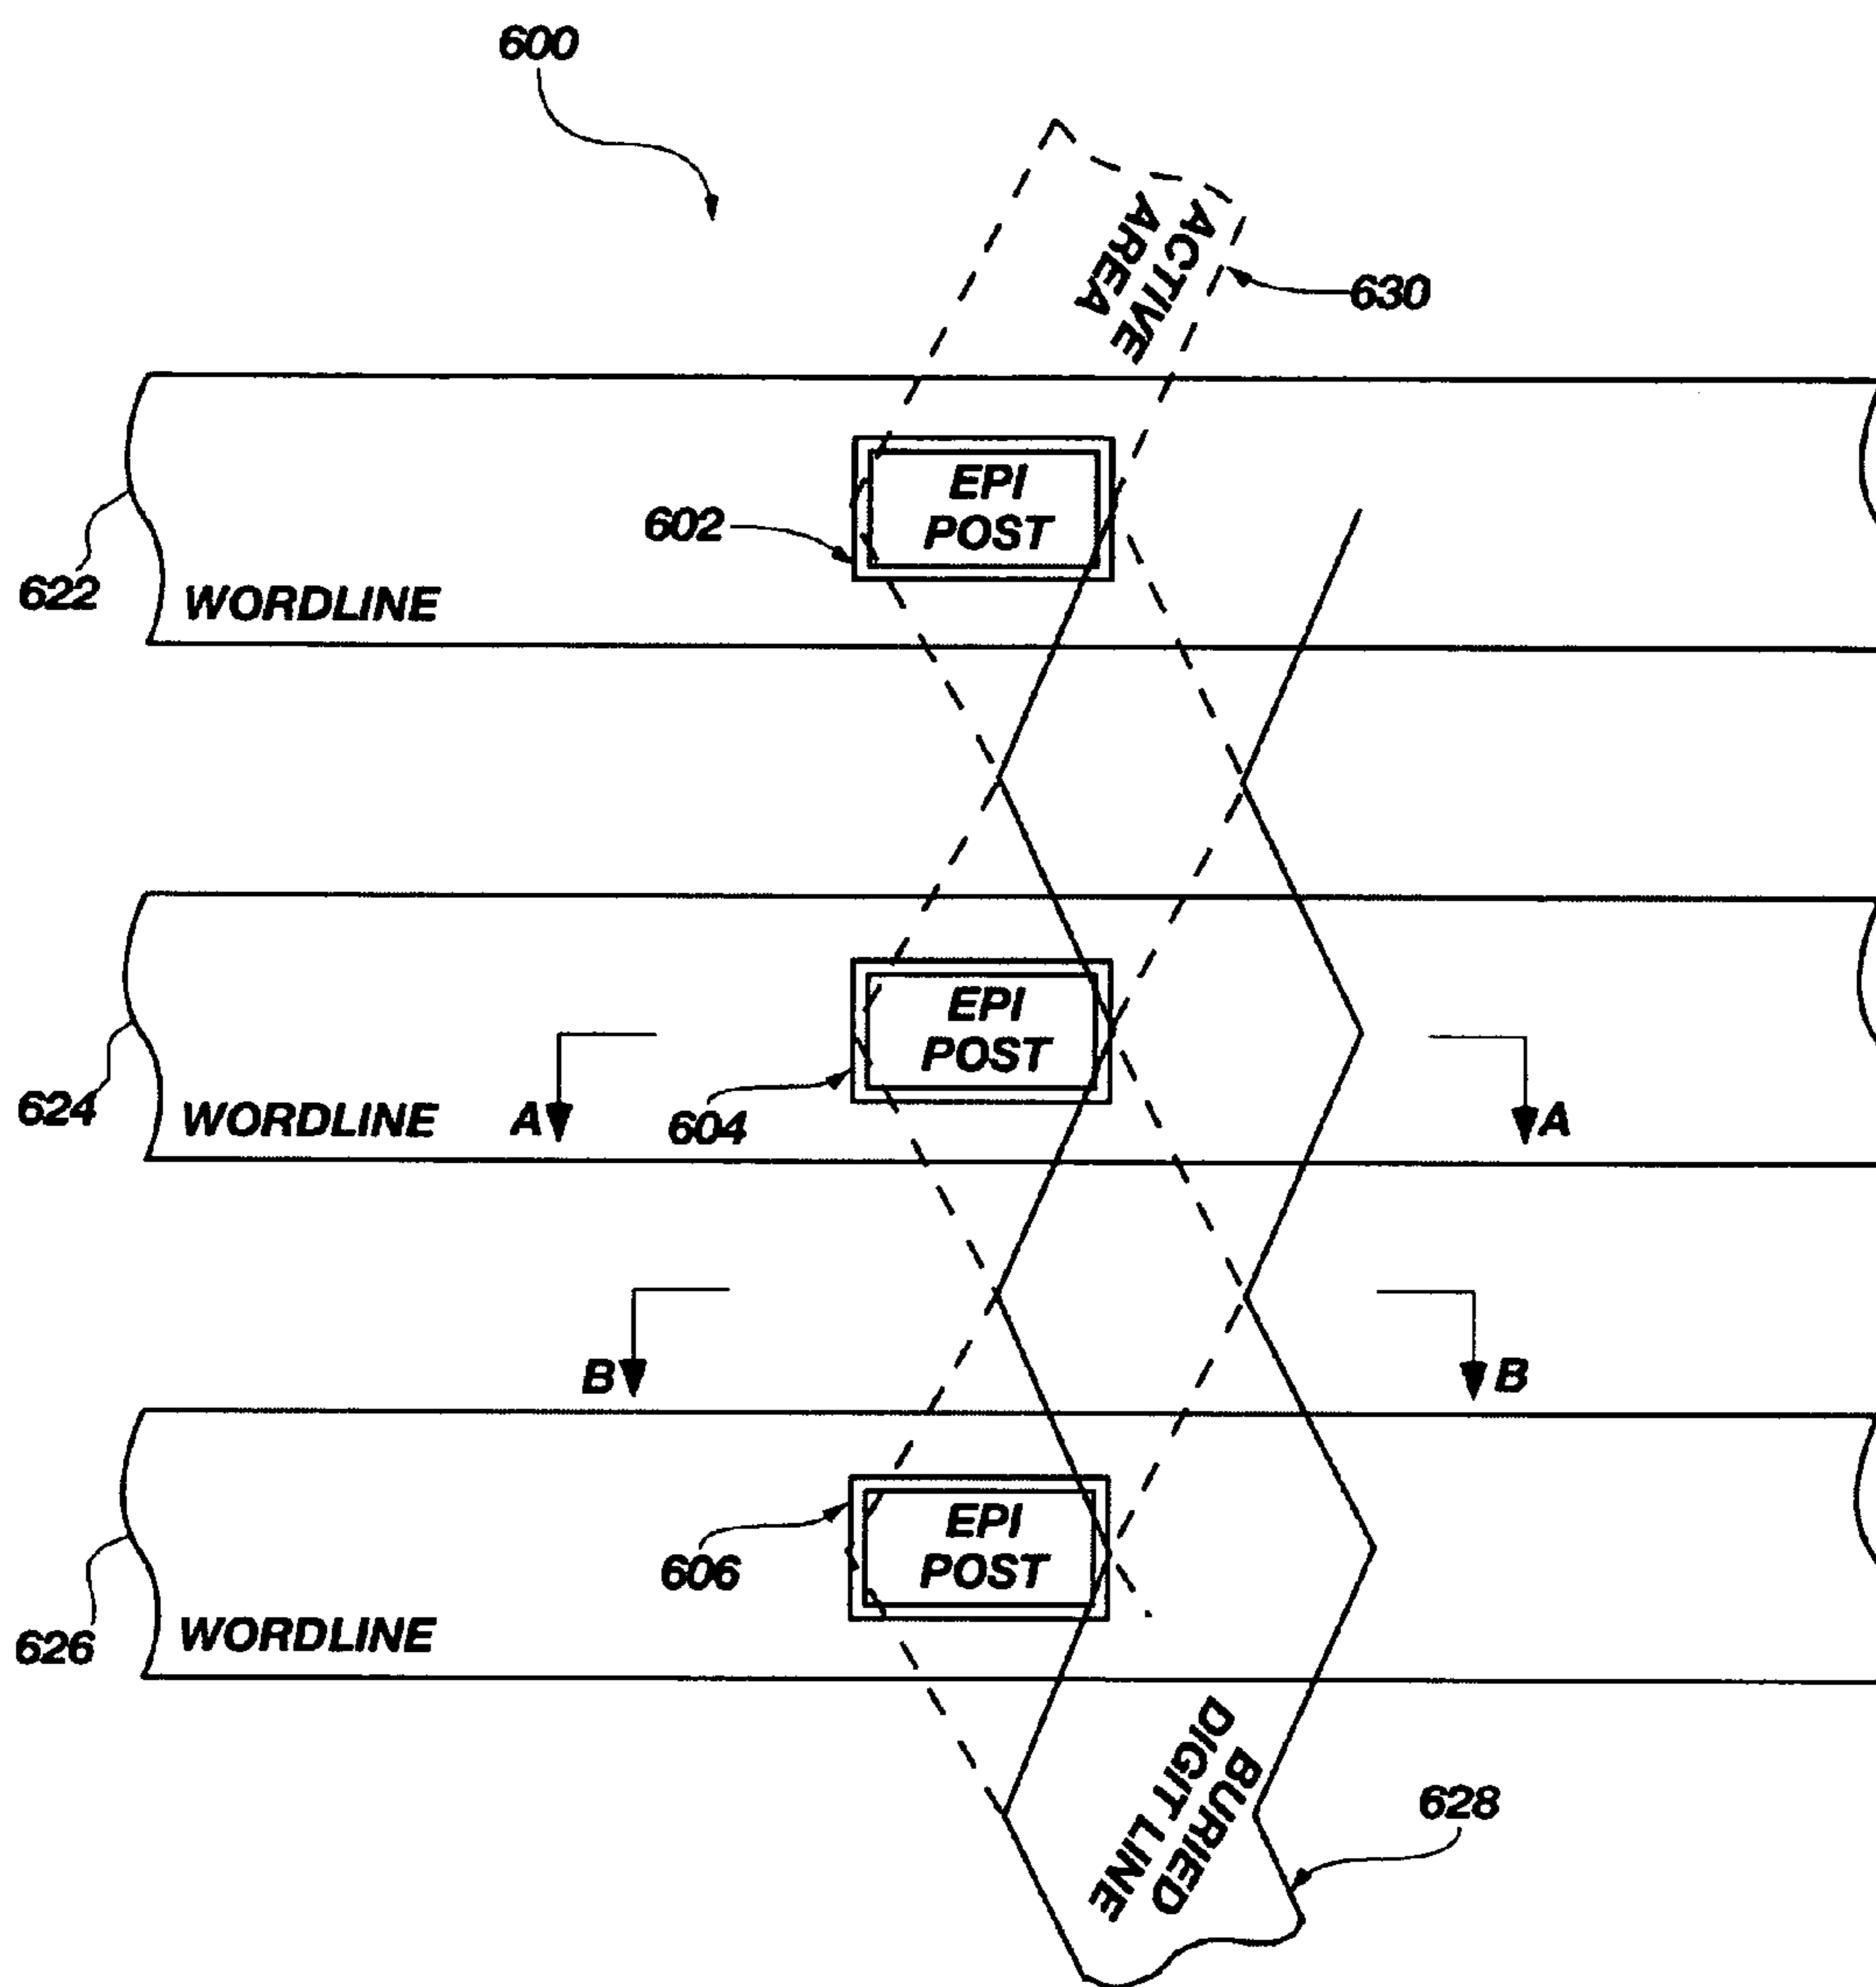 600
ACTIVE
AREA
630
EPI
POST
602
622
WORDLINE
EPI
POST
624
WORDLINE
A
604
A
B
B
EPI
POST
606
626
WORDLINE
BURIED
DIGIT LINE
628